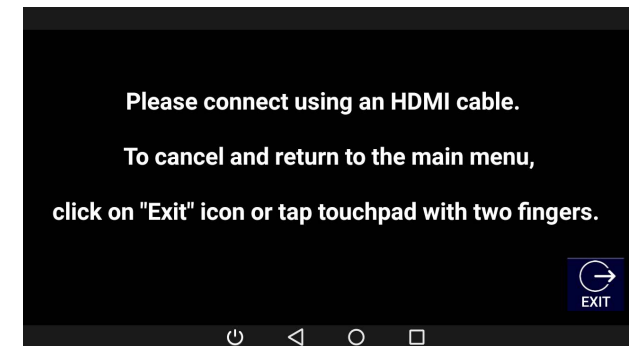 Please connect using an HDMI cable.
To cancel and return to the main menu,
click on "Exit" icon or tap touchpad with two fingers.
EXIT